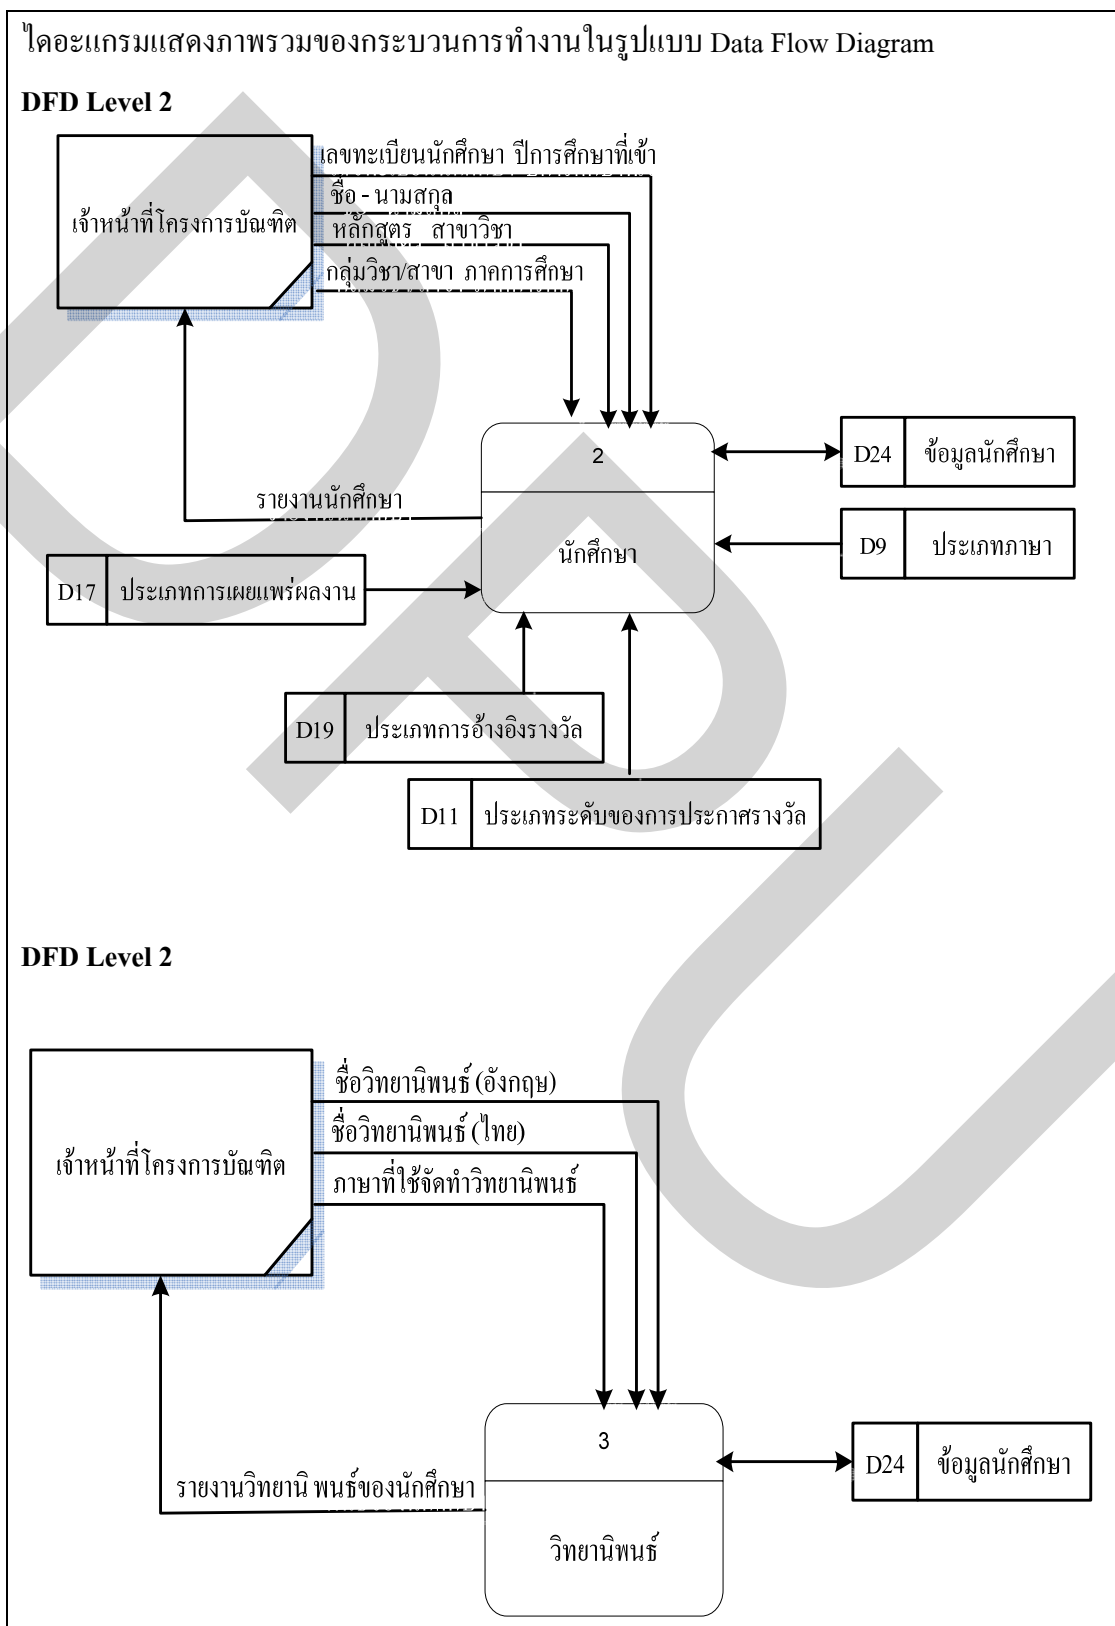 ไดอะแกรมแสดงภาพรวมของกระบวนการทำงานในรูปแบบ Data Flow Diagram
DFD Level 2
เลขทะเบียนนักศึกษา ปีการศึกษาที่เข้า
ชื่อ - นามสกุล
เจ้าหน้าที่โครงการบัณฑิต
หลักสูตร สาขาวิชา
กลุ่มวิชา/สาขา ภาคการศึกษา
2
นักศึกษา
D24 ข้อมูลนักศึกษา
รายงานนักศึกษา
D9 ประเภทภาษา
D17 ประเภทการเผยแพร่ผลงาน
D19 ประเภทการอ้างอิงรางวัล
D11 ประเภทระดับของการประกาศรางวัล
DFD Level 2
ชื่อวิทยานิพนธ์ (อังกฤษ)
ชื่อวิทยานิพนธ์ (ไทย)
เจ้าหน้าที่โครงการบัณฑิต
ภาษาที่ใช้จัดทำวิทยานิพนธ์
3
D24 ข้อมูลนักศึกษา
รายงานวิทยานิ พนธ์ของนักศึกษา
วิทยานิพนธ์
DPU